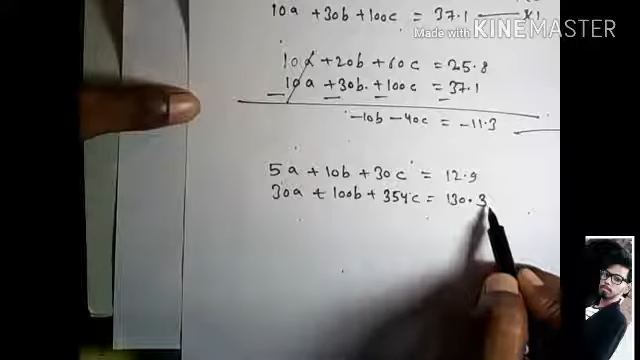 10a + 30b + 100c = 37.1 — X1
Made with KINEMASTER
10a + 20b + 60c = 25.8
10a + 30b + 100c = 37.1
-10b - 40c = -11.3
5a + 10b + 30c = 12.9
30a + 100b + 354c = 130.3